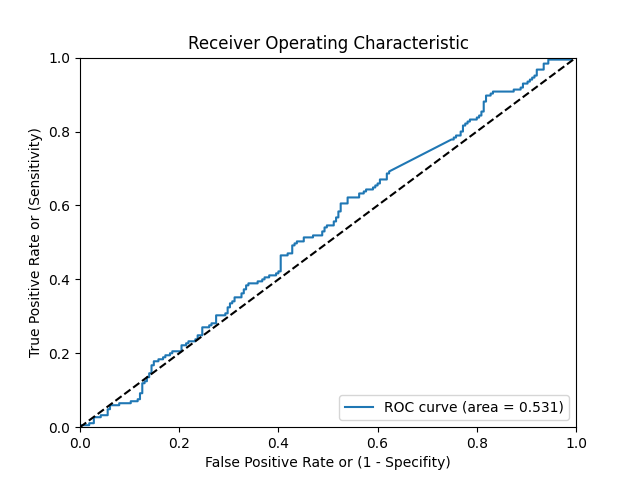 Receiver Operating Characteristic
True Positive Rate or (Sensitivity)
1.0
0.8
0.6
0.4
0.2
0.0
ROC curve (area = 0.531)
0.0 0.2 0.4 0.6 0.8 1.0
False Positive Rate or (1 - Specifity)